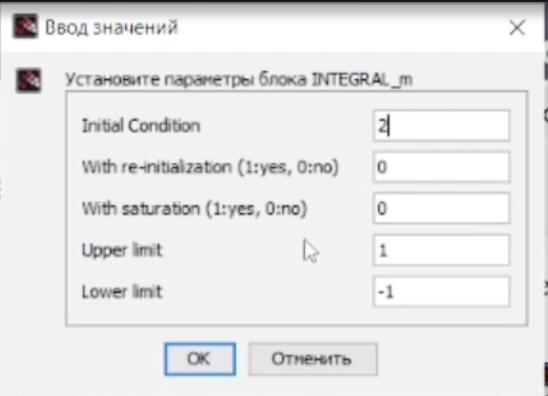 Ввод значений
Установите параметры блока INTEGRAL_m
Initial Condition 2
With re-initialization (1:yes, 0:no) 0
With saturation (1:yes, 0:no) 0
Upper limit 1
Lower limit -1
OK Отменить